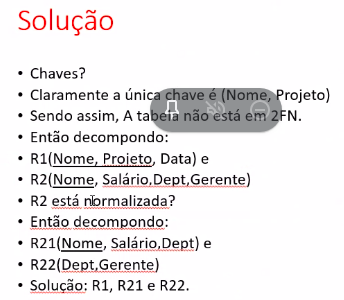 Solução
• Chaves?
• Claramente a única chave é (Nome, Projeto)
• Sendo assim, A tabela não está em 2FN.
• Então decompondo:
• R1(Nome, Projeto, Data) e
• R2(Nome, Salário,Dept,Gerente)
• R2 está normalizada?
• Então decompondo:
• R21(Nome, Salário,Dept) e
• R22(Dept,Gerente)
• Solução: R1, R21 e R22.